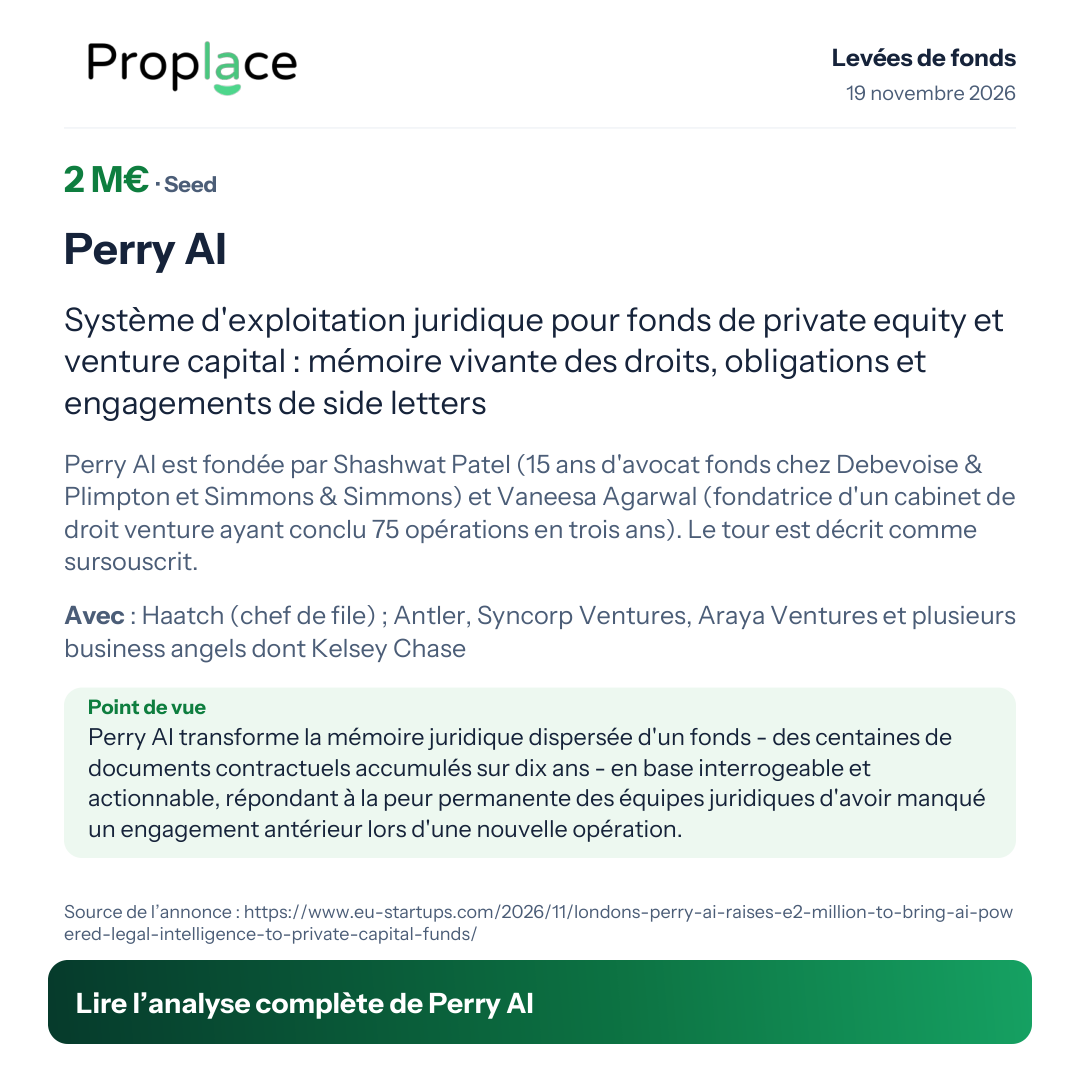 Proplace
Levées de fonds
19 novembre 2026
2 M€ · Seed
Perry AI
Système d'exploitation juridique pour fonds de private equity et
venture capital : mémoire vivante des droits, obligations et
engagements de side letters
Perry AI est fondée par Shashwat Patel (15 ans d'avocat fonds chez Debevoise &
Plimpton et Simmons & Simmons) et Vaneesa Agarwal (fondatrice d'un cabinet de
droit venture ayant conclu 75 opérations en trois ans). Le tour est décrit comme
sursouscrit.
Avec : Haatch (chef de file) ; Antler, Syncorp Ventures, Araya Ventures et plusieurs
business angels dont Kelsey Chase
Point de vue
Perry AI transforme la mémoire juridique dispersée d'un fonds - des centaines de
documents contractuels accumulés sur dix ans - en base interrogeable et
actionnable, répondant à la peur permanente des équipes juridiques d'avoir manqué
un engagement antérieur lors d'une nouvelle opération.
Source de l’annonce : https://www.eu-startups.com/2026/11/londons-perry-ai-raises-e2-million-to-bring-ai-pow
ered-legal-intelligence-to-private-capital-funds/
Lire l’analyse complète de Perry AI